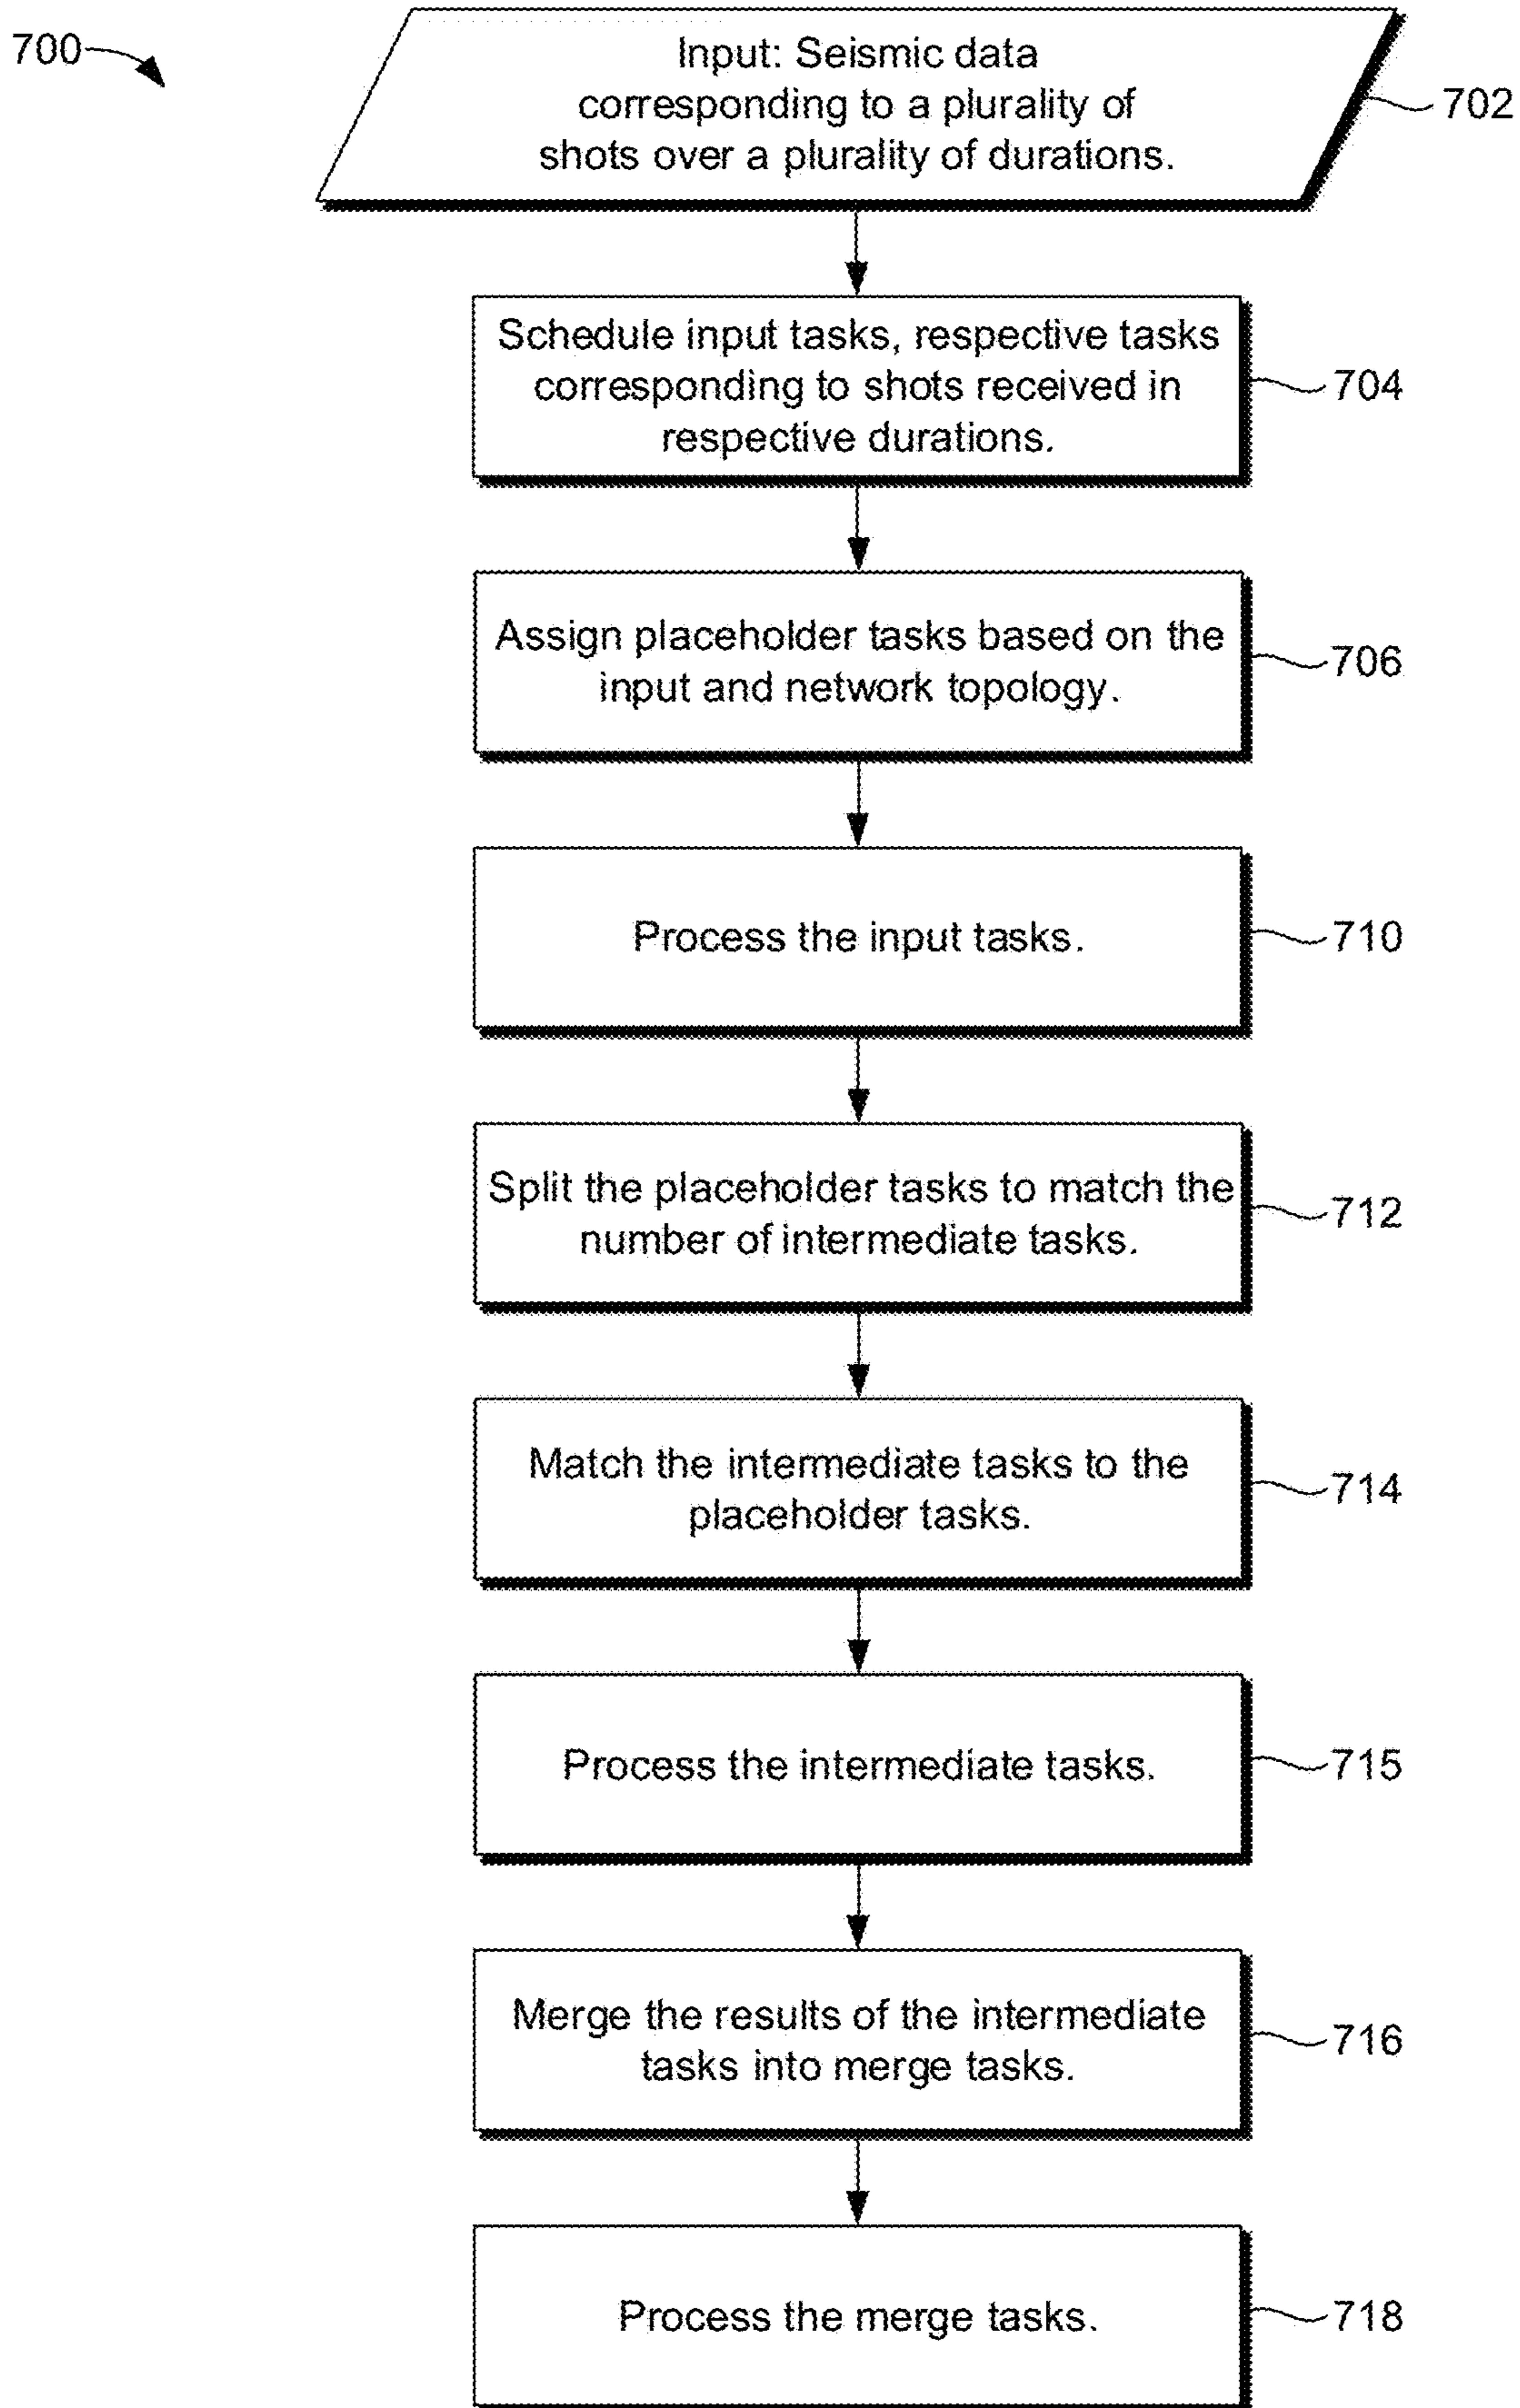 700
Input: Seismic data
corresponding to a plurality of
shots over a plurality of durations.
702
Schedule input tasks, respective tasks
corresponding to shots received in
respective durations.
704
Assign placeholder tasks based on the
input and network topology.
706
Process the input tasks.
710
Split the placeholder tasks to match the
number of intermediate tasks.
712
Match the intermediate tasks to the
placeholder tasks.
714
Process the intermediate tasks.
715
Merge the results of the intermediate
tasks into merge tasks.
716
Process the merge tasks.
718